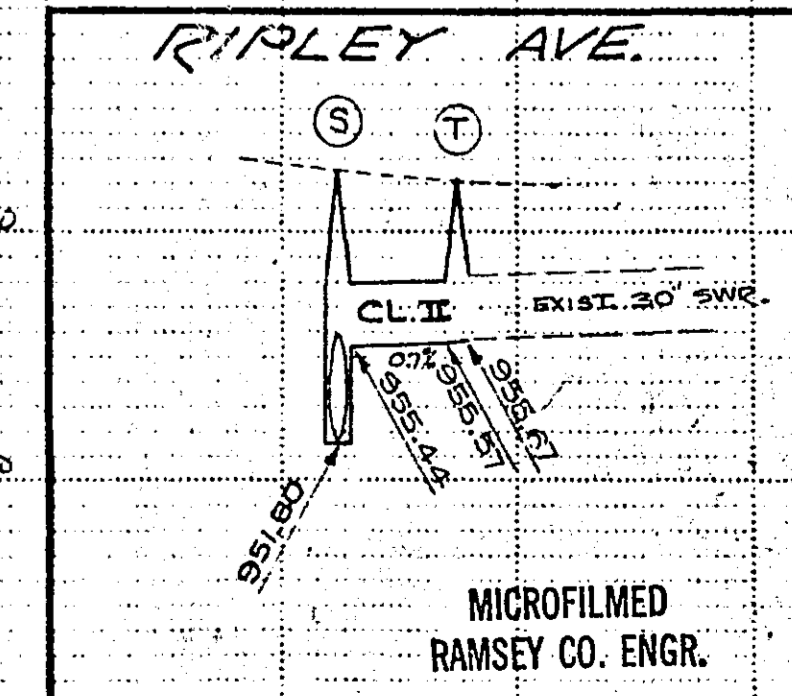 RIPLEY AVE.
S T
CL. II
EXIST. 30" SWR.
0.7%
955.44
955.57
955.67
951.80
MICROFILMED
RAMSEY CO. ENGR.